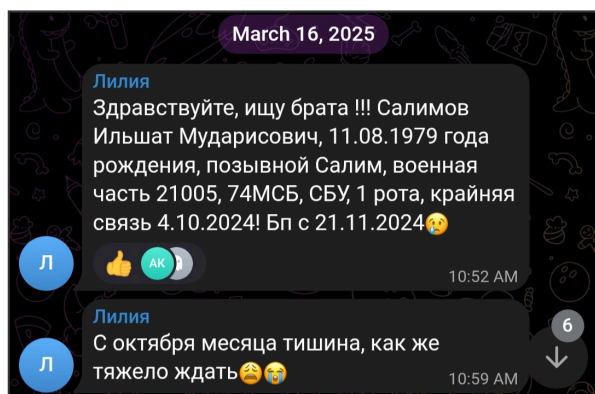 March 16, 2025
Лилия
Здравствуйте, ищу брата !!! Салимов
Ильшат Мударисович, 11.08.1979 года
рождения, позывной Салим, военная
часть 21005, 74МСБ, СБУ, 1 рота, крайняя
связь 4.10.2024! Бп с 21.11.2024😢
👍 АК
10:52 AM
Л
Лилия
С октября месяца тишина, как же
тяжело ждать😩😭
10:59 AM
Л
6